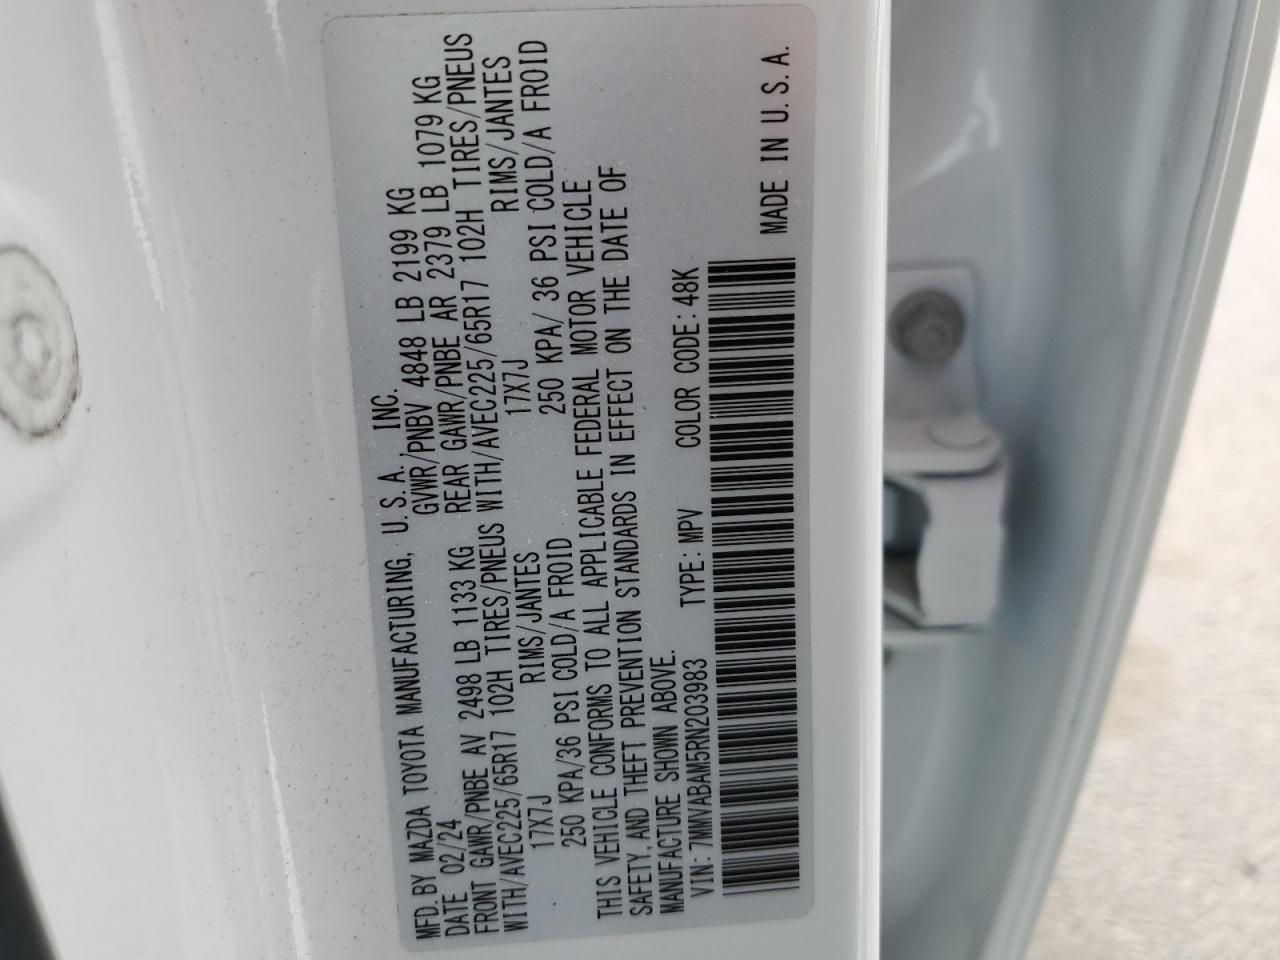 MFD. BY MAZDA TOYOTA MANUFACTURING, U.S.A., INC.
DATE 02/24 GVWR/PNBV 4848 LB 2199 KG
FRONT GAWR/PNBE AV 2498 LB 1133 KG REAR GAWR/PNBE AR 2379 LB 1079 KG
WITH/AVEC225/65R17 102H TIRES/PNEUS WITH/AVEC225/65R17 102H TIRES/PNEUS
17X7J RIMS/JANTES 17X7J RIMS/JANTES
250 KPA/36 PSI COLD/A FROID 250 KPA/ 36 PSI COLD/A FROID
THIS VEHICLE CONFORMS TO ALL APPLICABLE FEDERAL MOTOR VEHICLE
SAFETY, AND THEFT PREVENTION STANDARDS IN EFFECT ON THE DATE OF
MANUFACTURE SHOWN ABOVE.
VIN: 7MMVABAM5RN203983 TYPE: MPV COLOR CODE: 48K
MADE IN U.S.A.